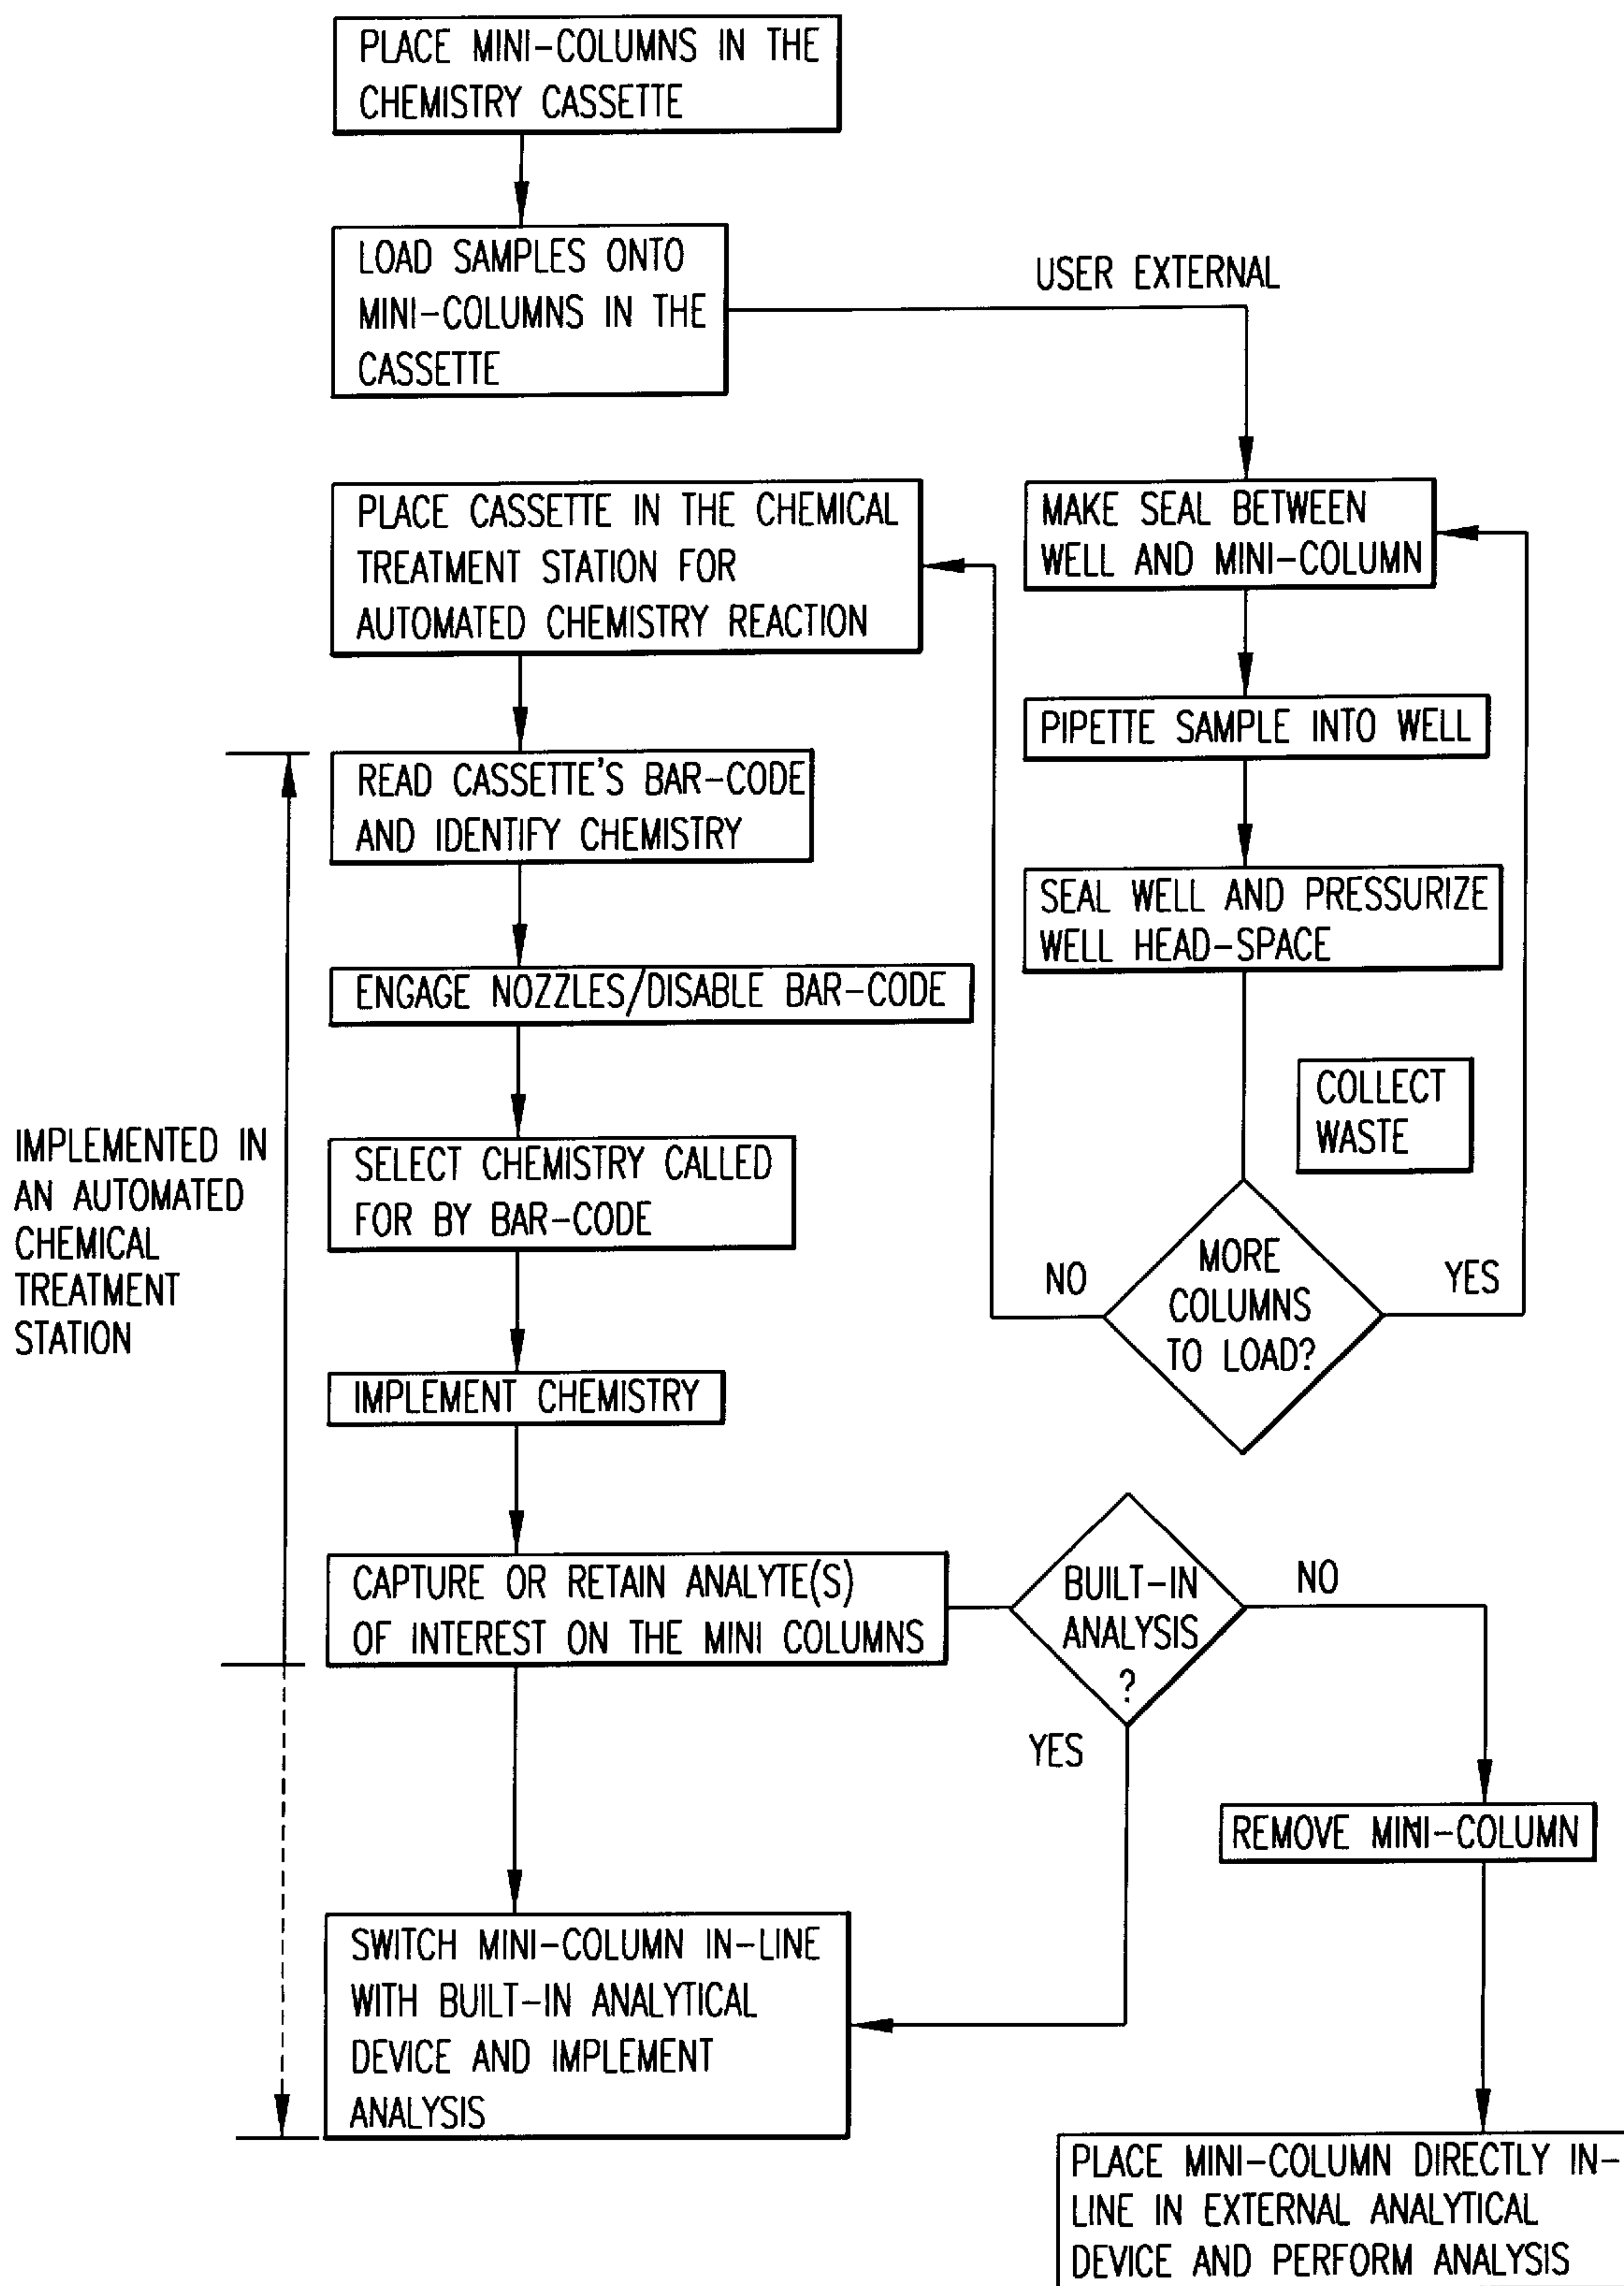 PLACE MINI-COLUMNS IN THE
CHEMISTRY CASSETTE
LOAD SAMPLES ONTO
MINI-COLUMNS IN THE
CASSETTE
USER EXTERNAL
MAKE SEAL BETWEEN
WELL AND MINI-COLUMN
PIPETTE SAMPLE INTO WELL
SEAL WELL AND PRESSURIZE
WELL HEAD-SPACE
COLLECT
WASTE
MORE
COLUMNS
TO LOAD?
NO
YES
PLACE CASSETTE IN THE CHEMICAL
TREATMENT STATION FOR
AUTOMATED CHEMISTRY REACTION
READ CASSETTE'S BAR-CODE
AND IDENTIFY CHEMISTRY
ENGAGE NOZZLES/DISABLE BAR-CODE
SELECT CHEMISTRY CALLED
FOR BY BAR-CODE
IMPLEMENTED IN
AN AUTOMATED
CHEMICAL
TREATMENT
STATION
IMPLEMENT CHEMISTRY
CAPTURE OR RETAIN ANALYTE(S)
OF INTEREST ON THE MINI COLUMNS
BUILT-IN
ANALYSIS
?
NO
YES
REMOVE MINI-COLUMN
SWITCH MINI-COLUMN IN-LINE
WITH BUILT-IN ANALYTICAL
DEVICE AND IMPLEMENT
ANALYSIS
PLACE MINI-COLUMN DIRECTLY IN-
LINE IN EXTERNAL ANALYTICAL
DEVICE AND PERFORM ANALYSIS